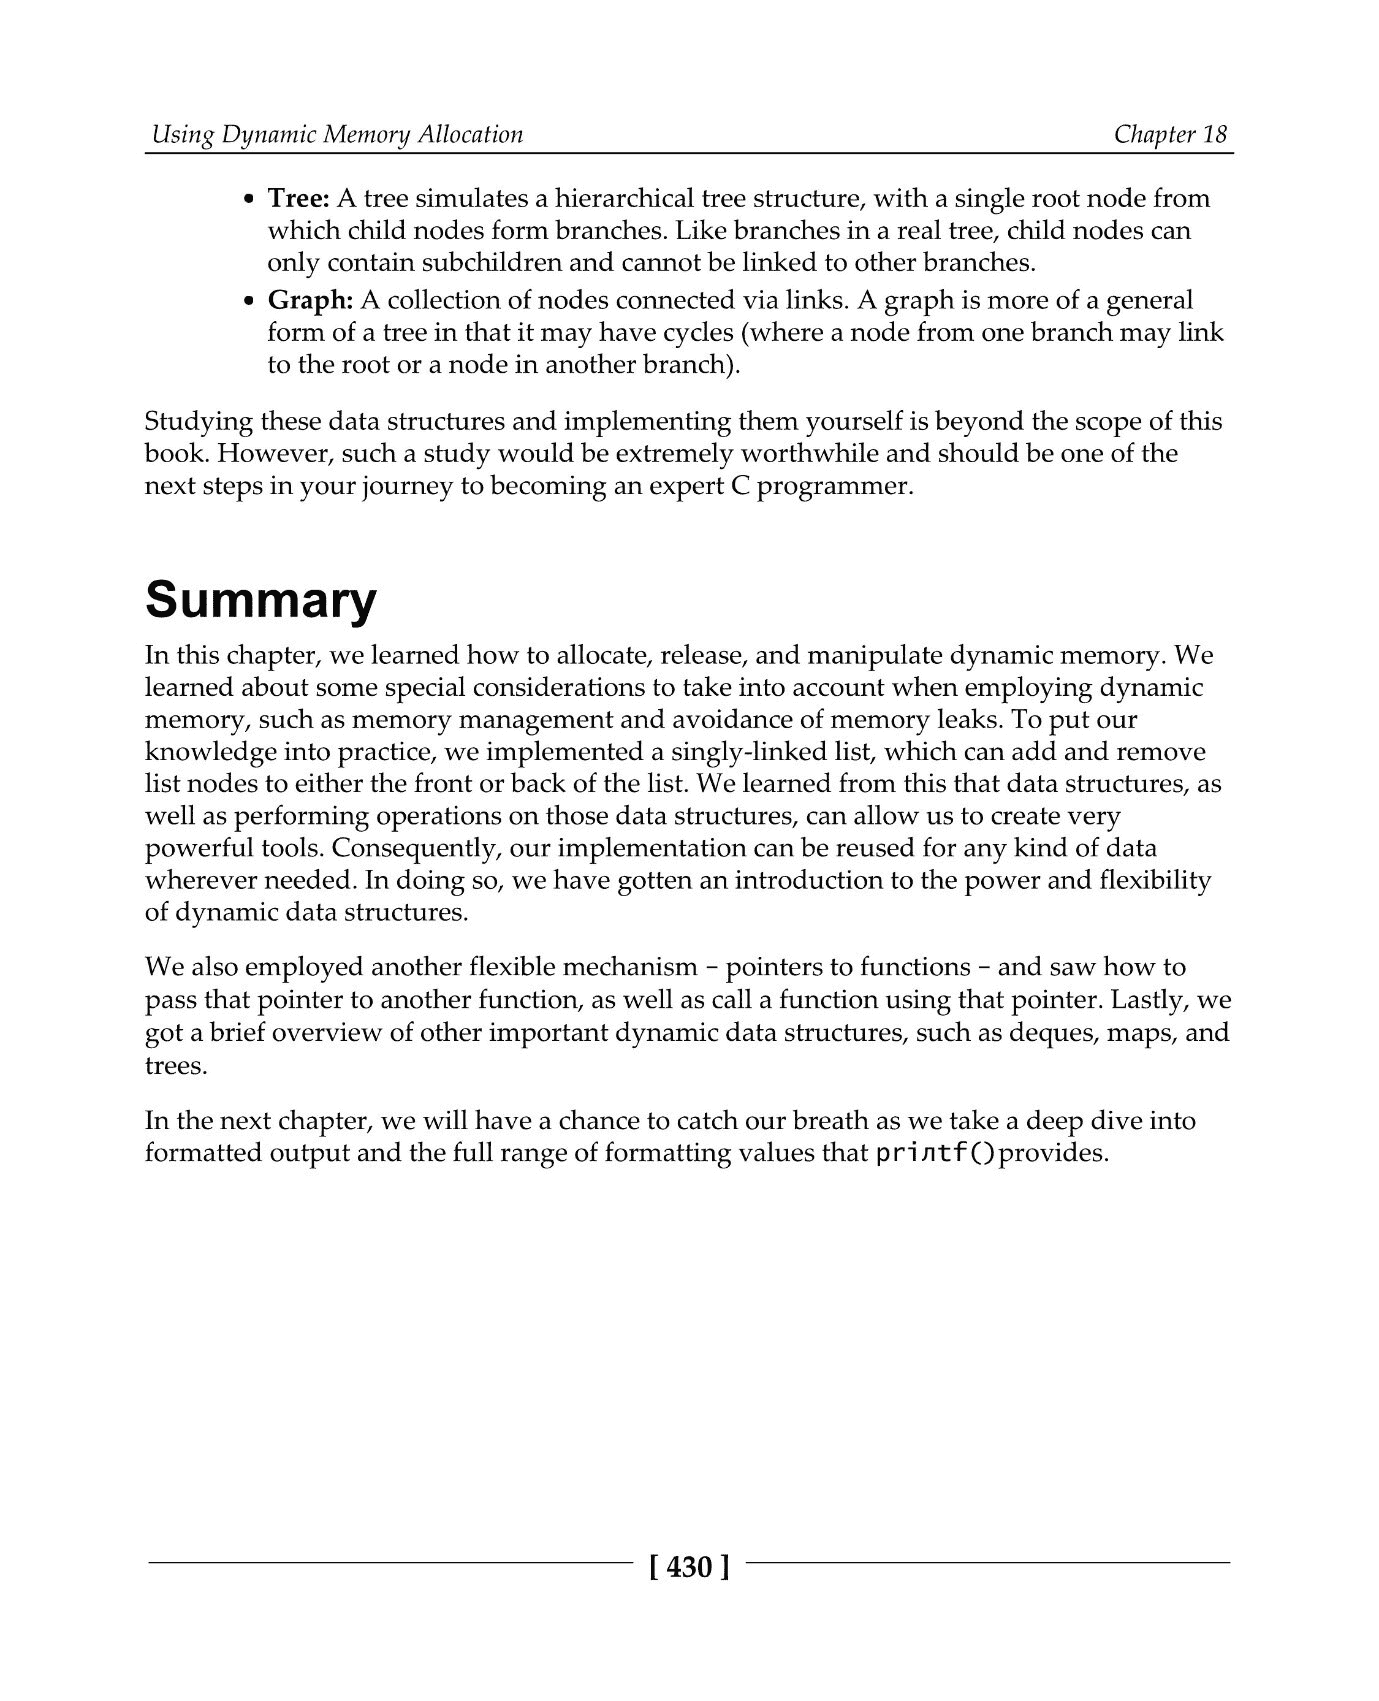 Using Dynamic Memory Allocation Chapter 18
• Tree: A tree simulates a hierarchical tree structure, with a single root node from
which child nodes form branches. Like branches in a real tree, child nodes can
only contain subchildren and cannot be linked to other branches.
• Graph: A collection of nodes connected via links. A graph is more of a general
form of a tree in that it may have cycles (where a node from one branch may link
to the root or a node in another branch).
Studying these data structures and implementing them yourself is beyond the scope of this
book. However, such a study would be extremely worthwhile and should be one of the
next steps in your journey to becoming an expert C programmer.
Summary
In this chapter, we learned how to allocate, release, and manipulate dynamic memory. We
learned about some special considerations to take into account when employing dynamic
memory, such as memory management and avoidance of memory leaks. To put our
knowledge into practice, we implemented a singly-linked list, which can add and remove
list nodes to either the front or back of the list. We learned from this that data structures, as
well as performing operations on those data structures, can allow us to create very
powerful tools. Consequently, our implementation can be reused for any kind of data
wherever needed. In doing so, we have gotten an introduction to the power and flexibility
of dynamic data structures.
We also employed another flexible mechanism – pointers to functions – and saw how to
pass that pointer to another function, as well as call a function using that pointer. Lastly, we
got a brief overview of other important dynamic data structures, such as deques, maps, and
trees.
In the next chapter, we will have a chance to catch our breath as we take a deep dive into
formatted output and the full range of formatting values that printf()provides.
[ 430 ]